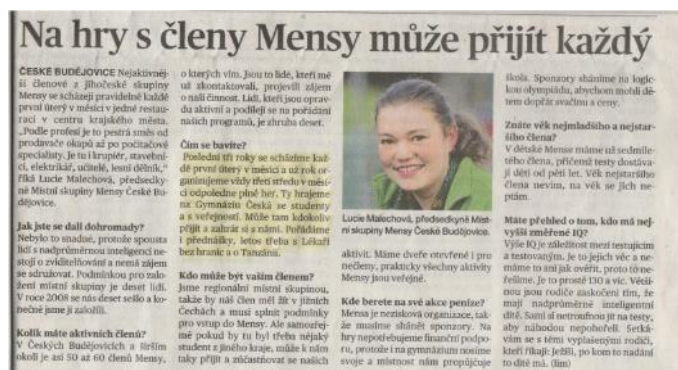 Na hry s členy Mensy může přijít každý
ČESKÉ BUDĚJOVICE Nejaktivněj-
ší členové z jihočeské skupiny
Mensy se scházejí pravidelně každé
první úterý v měsíci v jedné restau-
raci v centru krajského města.
„Podle profesí je to pestrá směs od
prodavače okapů až po počítačové
specialisty. Je tu i krupiér, stavební-
ci, elektrikář, učitelé, lesní dělník,“
říká Lucie Malechová, předsedky-
ně Místní skupiny Mensy České Bu-
dějovice.
Jak jste se dali dohromady?
Nebylo to snadné, protože spousta
lidí s nadprůměrnou inteligencí ne-
stojí o zviditelňování a nemá zájem
se sdružovat. Podmínkou pro zalo-
žení místní skupiny je deset lidí.
V roce 2008 se nás deset sešlo a ko-
nečně jsme ji založili.
Kolik máte aktivních členů?
V Českých Budějovicích a širším
okolí je asi 50 až 60 členů Mensy,
o kterých vím. Jsou to lidé, kteří mě
už zkontaktovali, projevili zájem
o naši činnost. Lidí, kteří jsou oprav-
du aktivní a podílejí se na pořádání
našich programů, je zhruba deset.
Čím se bavíte?
Poslední tři roky se scházíme kaž-
dé první úterý v měsíci a už rok or-
ganizujeme vždy třetí středu v měsí-
ci odpoledne plné her. Ty hrajeme
na Gymnáziu Česká se studenty
a s veřejností. Může tam kdokoliv
přijít a zahrát si s námi. Pořádáme
i přednášky, letos třeba s Lékaři
bez hranic a o Tanzánii.
Kdo může být vaším členem?
Jsme regionální místní skupinou,
takže by náš člen měl žít v jižních
Čechách a musí splnit podmínky
pro vstup do Mensy. Ale samozřej-
mě pokud by tu byl třeba nějaký
student z jiného kraje, může k nám
taky přijít a zúčastňovat se našich
Lucie Malechová, předsedkyně Míst-
ní skupiny Mensy České Budějovice.
aktivit. Máme dveře otevřené i pro
nečleny, prakticky všechny aktivity
Mensy jsou veřejné.
Kde berete na své akce peníze?
Mensa je nezisková organizace, tak-
že musíme shánět sponzory. Na
hry nepotřebujeme finanční podpo-
ru, protože i na gymnázium nosíme
svoje a místnost nám propůjčuje
škola. Sponzory sháníme na logic-
kou olympiádu, abychom mohli dě-
tem dopřát svačinu a ceny.
Znáte věk nejmladšího a nejstar-
šího člena?
V dětské Mense máme už sedmile-
tého člena, přičemž testy dostáva-
jí děti od pěti let. Věk nejstaršího
člena nevím, na věk se jich ne-
ptám.
Máte přehled o tom, kdo má nej-
vyšší změřené IQ?
Výše IQ je záležitost mezi testujícím
a testovaným. Je to jejich věc a ne-
máme to ani jak ověřit, proto to ne-
řešíme. Je to prostě 130 a víc. Větši-
nou jsou rodiče zaskočeni tím, že
mají nadprůměrně inteligentní
dítě. Sami si netroufnou jít na testy,
aby náhodou nepohořeli. Setká-
vám se s těmi vyplašenými rodiči,
kteří říkají: Ježíši, po kom to nadání
to dítě má. (lim)